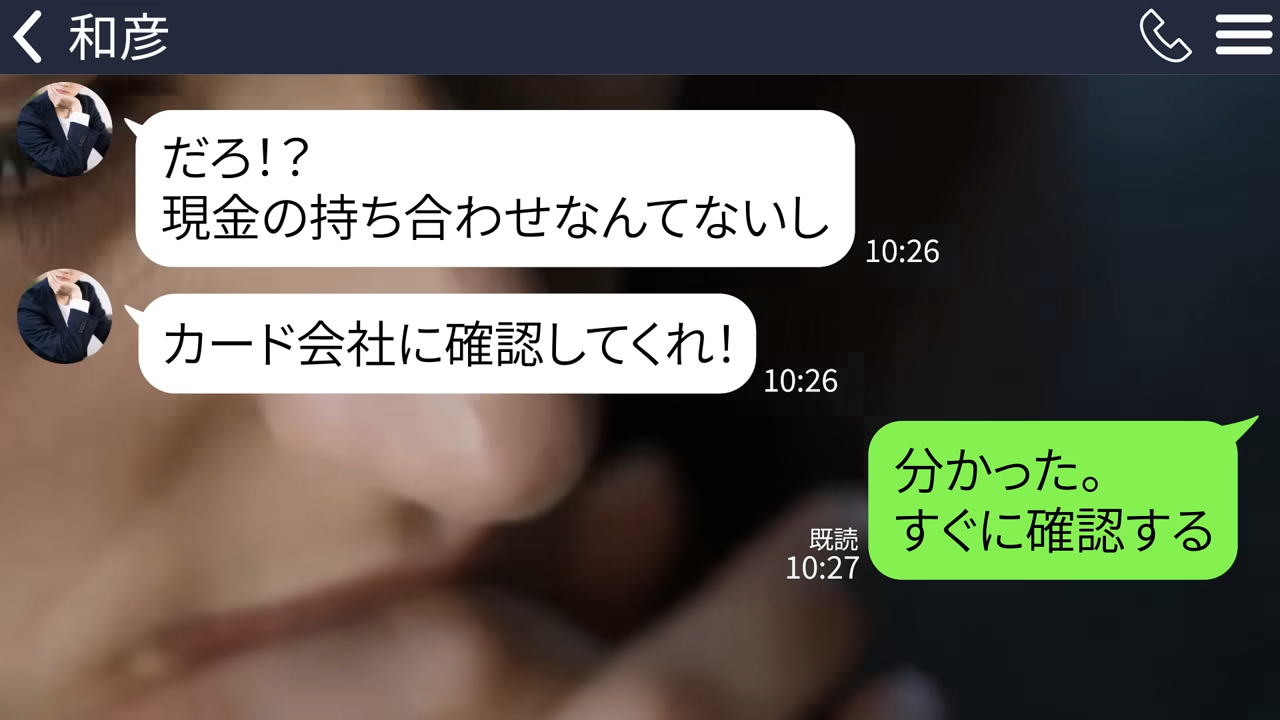 和彦
だろ！？
現金の持ち合わせなんてないし
10:26
カード会社に確認してくれ！
10:26
分かった。
すぐに確認する
既読
10:27